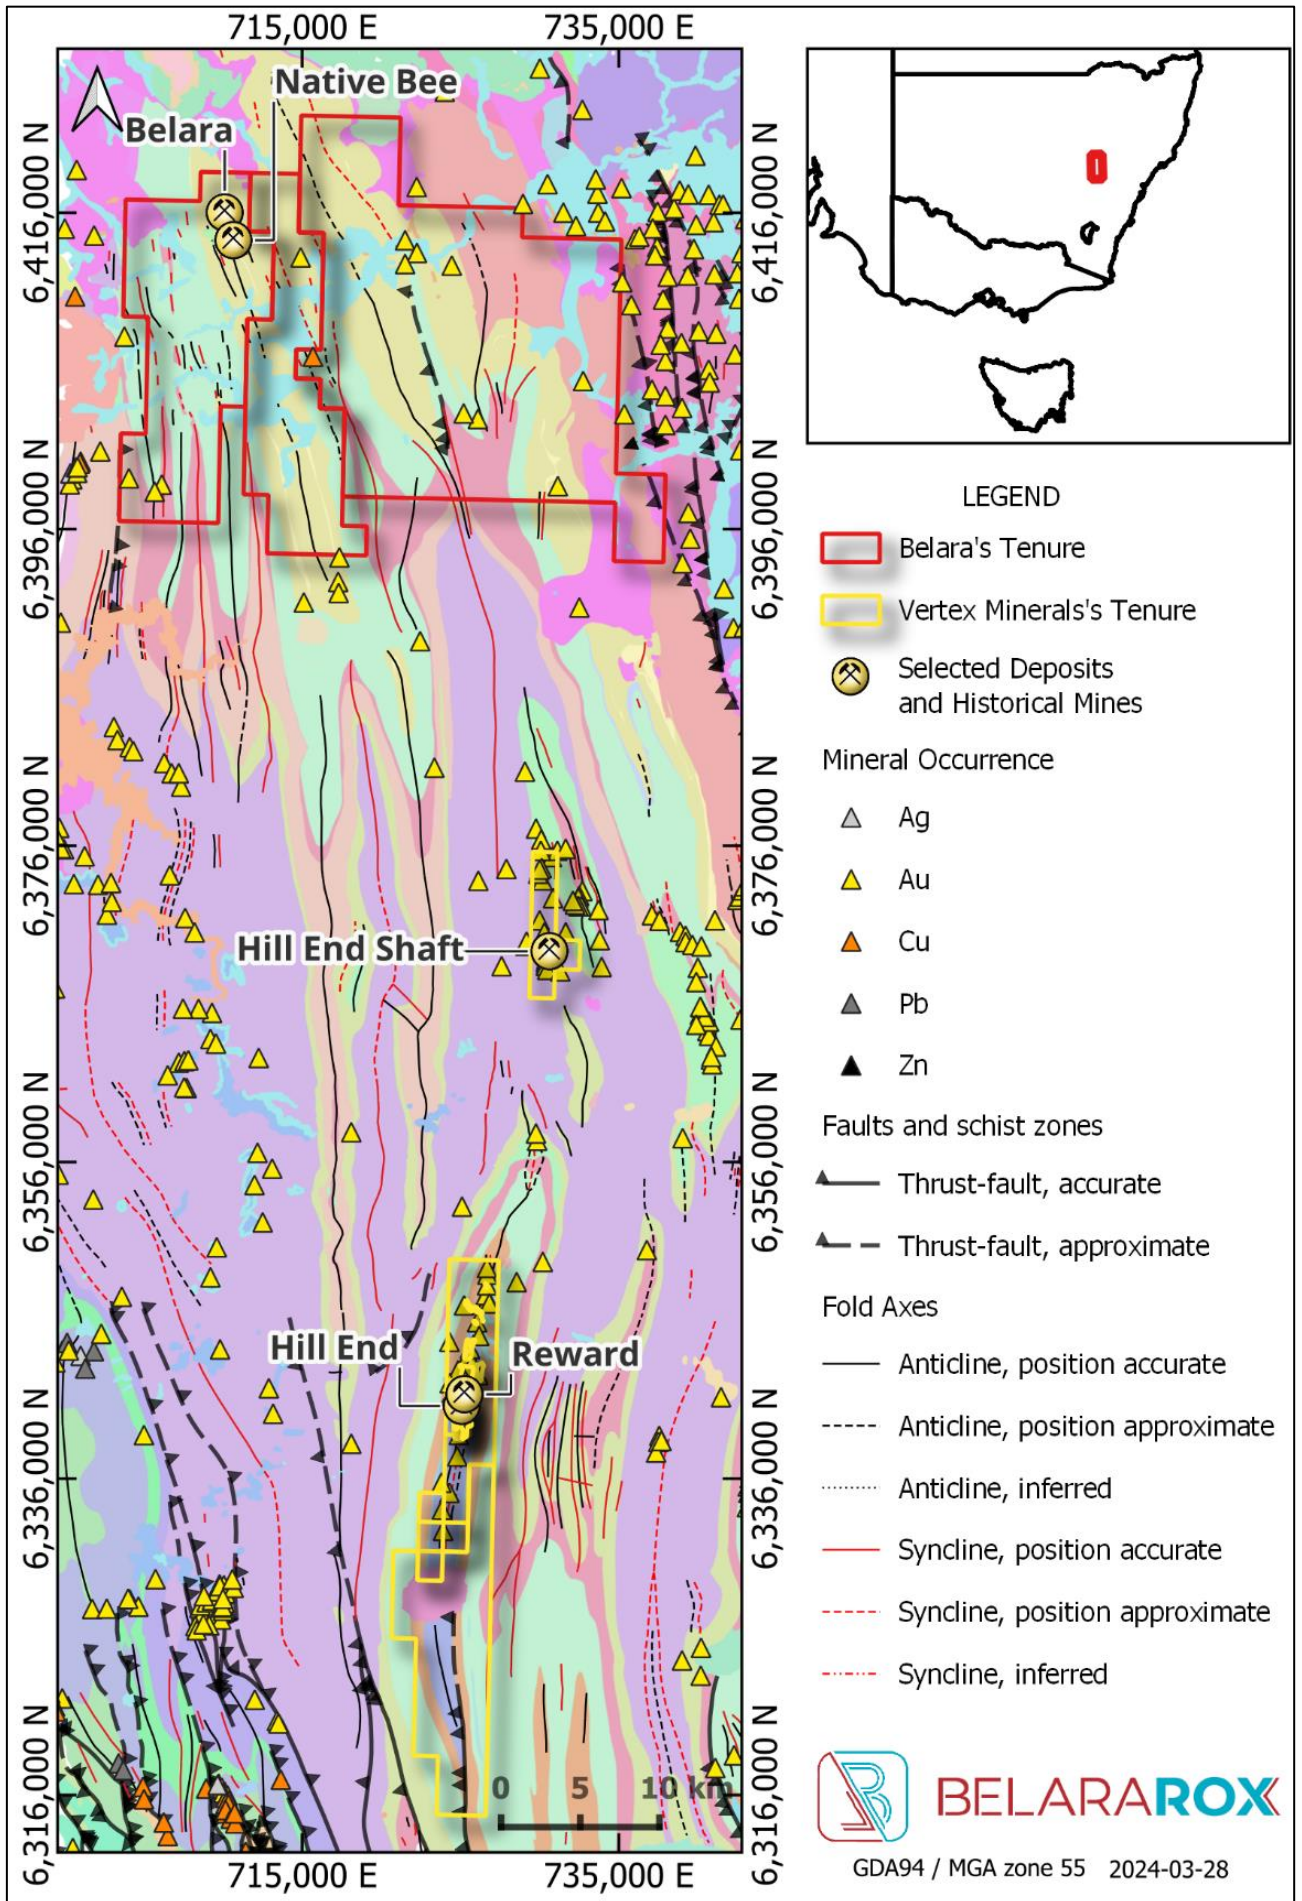 715,000 E
735,000 E
Native Bee
Belara
6,416,000 N
6,416,000 N
6,396,000 N
6,396,000 N
6,376,000 N
6,376,000 N
Hill End Shaft
6,356,000 N
6,356,000 N
Hill End
Reward
6,336,000 N
6,336,000 N
6,316,000 N
6,316,000 N
0 5 10 km
715,000 E
735,000 E
LEGEND
Belara's Tenure
Vertex Minerals's Tenure
Selected Deposits
and Historical Mines
Mineral Occurrence
Ag
Au
Cu
Pb
Zn
Faults and schist zones
Thrust-fault, accurate
Thrust-fault, approximate
Fold Axes
Anticline, position accurate
Anticline, position approximate
Anticline, inferred
Syncline, position accurate
Syncline, position approximate
Syncline, inferred
BELARAROX
GDA94 / MGA zone 55 2024-03-28